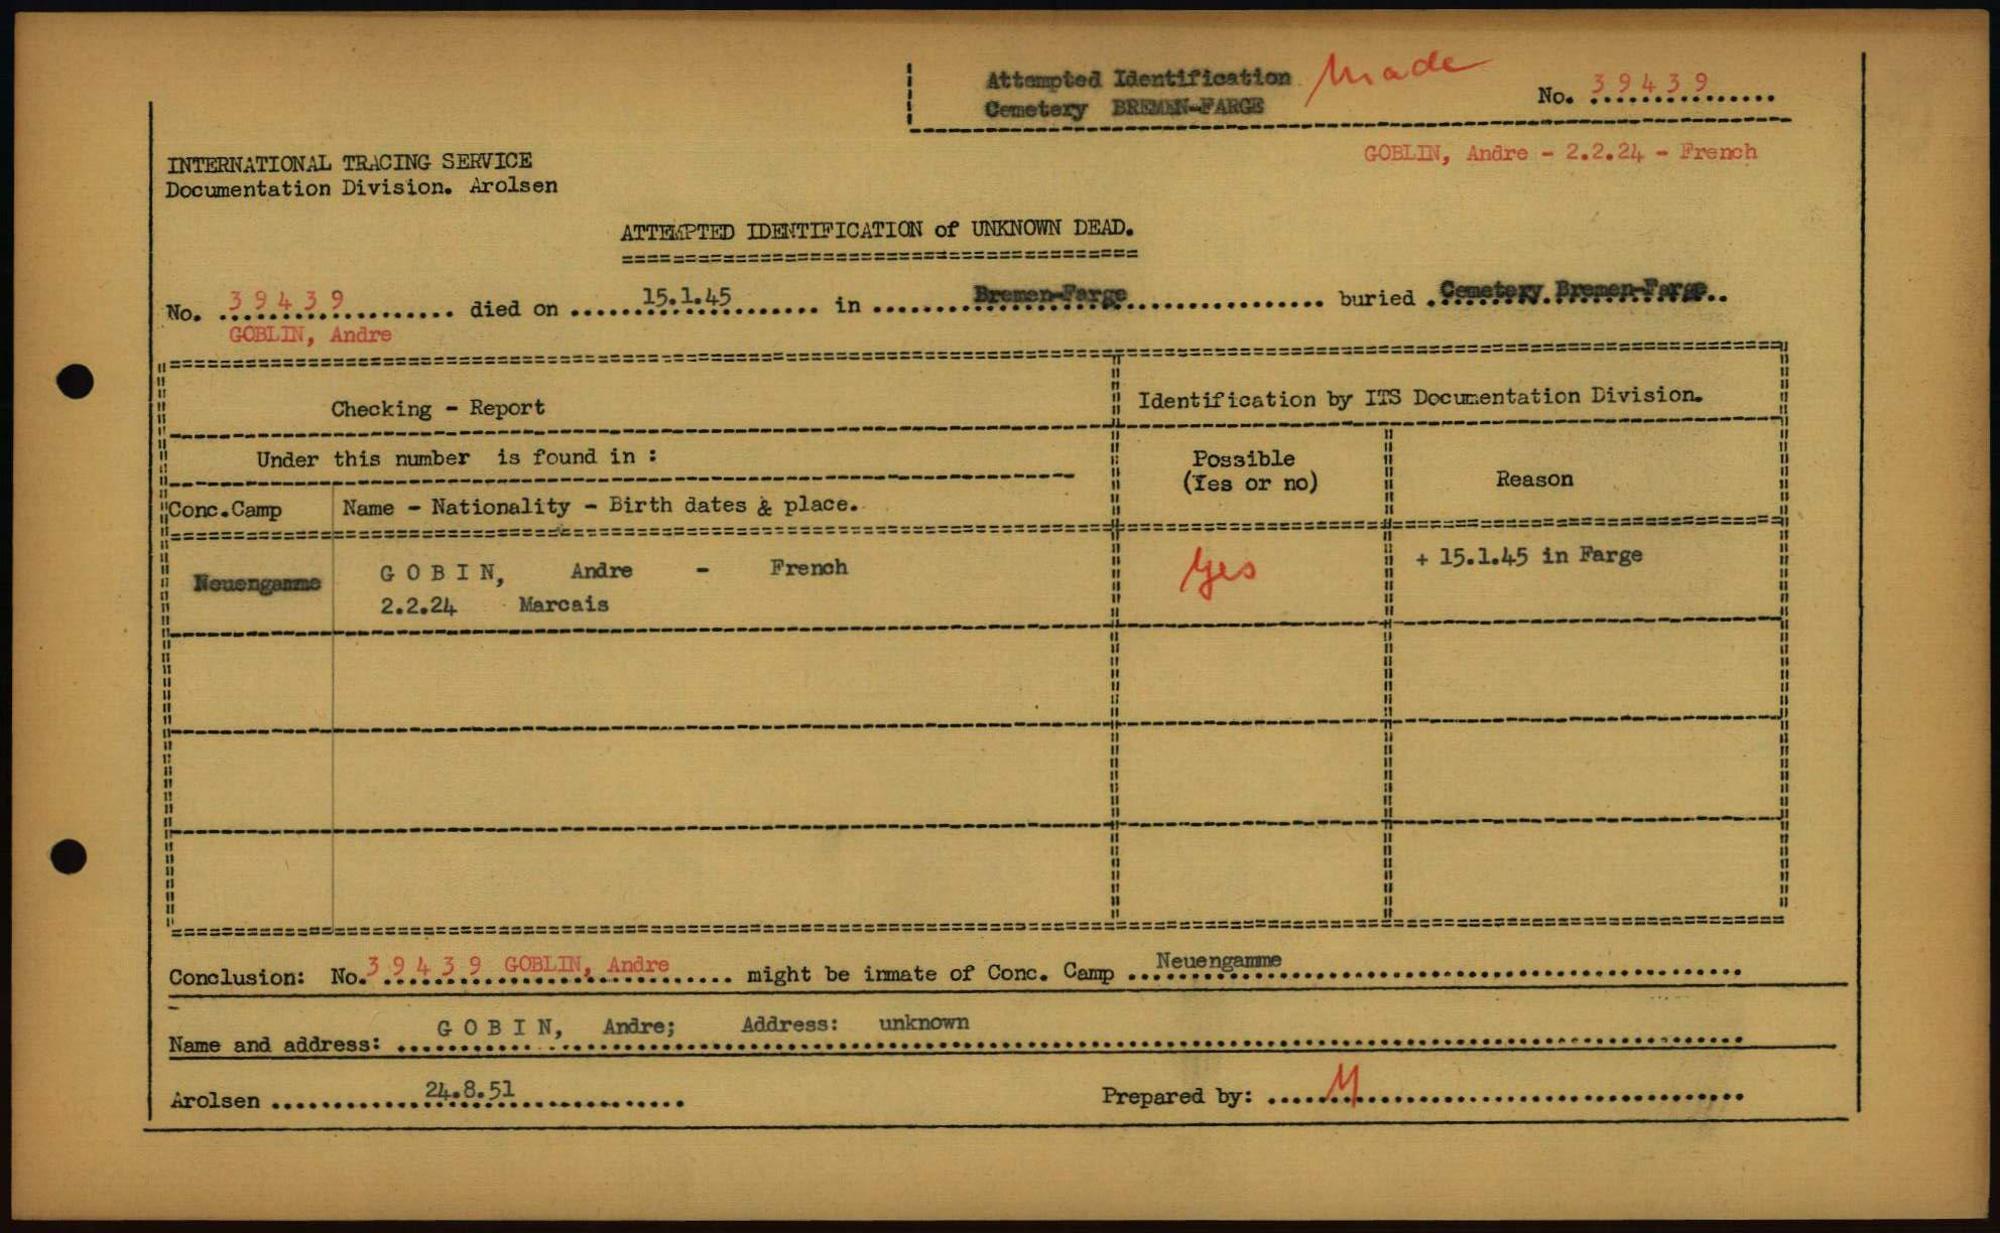 Attempted Identification Made
Cemetery BREMEN-FARGE
No. 39439
GOBLIN, Andre - 2.2.24 - French
INTERNATIONAL TRACING SERVICE
Documentation Division. Arolsen
ATTEMPTED IDENTIFICATION of UNKNOWN DEAD.
No. 39439 died on 15.1.45 in Bremen-Farge buried Cemetery Bremen-Farge
GOBLIN, Andre
Checking - Report
Identification by ITS Documentation Division.
Under this number is found in :
Possible
(Yes or no)
Reason
Conc.Camp Name - Nationality - Birth dates & place.
Neuengamme G O B I N, Andre - French yes + 15.1.45 in Farge
2.2.24 Marcais
Conclusion: No. 39439 GOBLIN, Andre might be inmate of Conc. Camp Neuengamme
Name and address: G O B I N, Andre; Address: unknown
Arolsen 24.8.51 Prepared by: